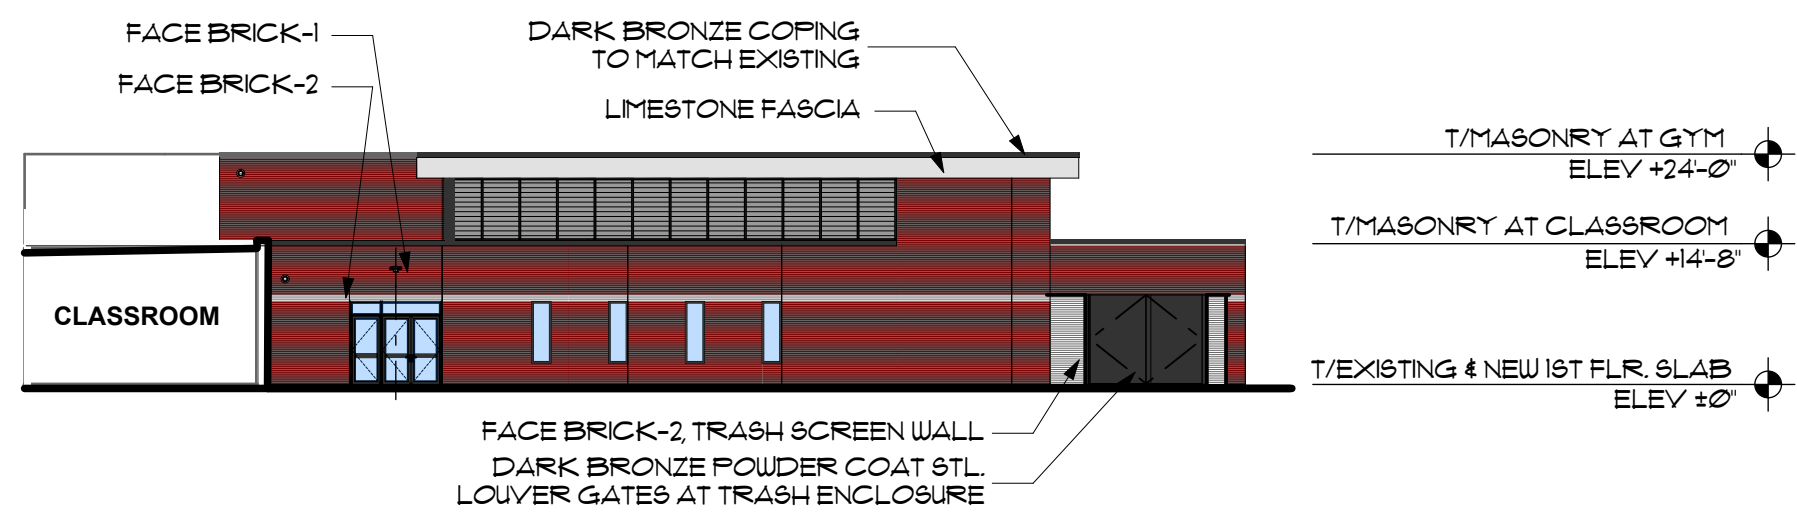 FACE BRICK-1
FACE BRICK-2
DARK BRONZE COPING
TO MATCH EXISTING
LIMESTONE FASCIA
T/MASONRY AT GYM
ELEV +24'-0"
T/MASONRY AT CLASSROOM
ELEV +14'-8"
CLASSROOM
T/EXISTING & NEW 1ST FLR. SLAB
ELEV ±0"
FACE BRICK-2, TRASH SCREEN WALL
DARK BRONZE POWDER COAT STL.
LOUVER GATES AT TRASH ENCLOSURE